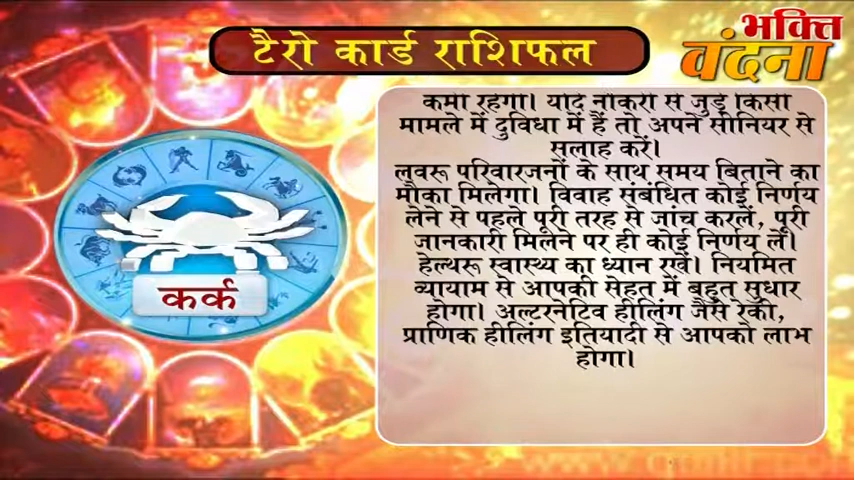 टैरो कार्ड राशिफल
भक्ति
वंदना
कमी रहेगी। यदि नौकरी से जुड़े किसी
मामले में दुविधा में हैं तो अपने सीनियर से
सलाह करें।
लवरू परिवारजनों के साथ समय बिताने का
मौका मिलेगा। विवाह संबंधित कोई निर्णय
लेने से पहले पूरी तरह से जांच करलें, पूरी
जानकारी मिलने पर ही कोई निर्णय लें।
हेल्थरू स्वास्थ्य का ध्यान रखें। नियमित
व्यायाम से आपकी सेहत में बहुत सुधार
होगा। अल्टरनेटिव हीलिंग जैसे रेकी,
प्राणिक हीलिंग इतियादी से आपको लाभ
होगा।
कर्क